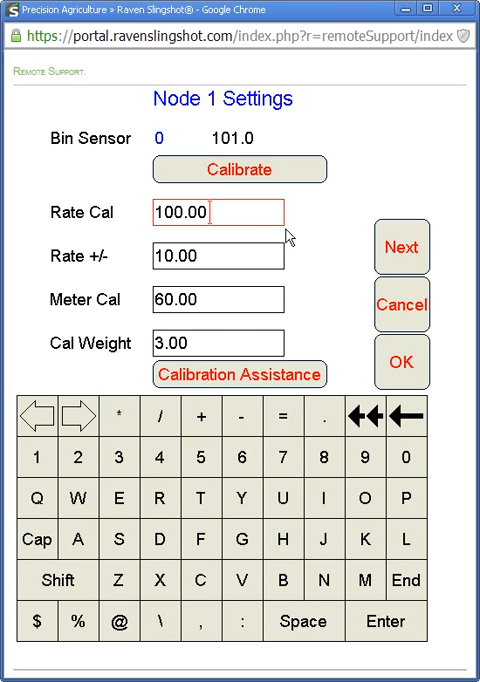 Precision Agriculture » Raven Slingshot® - Google Chrome
https://portal.ravenslingshot.com/index.php?r=remoteSupport/index
Remote Support.
Node 1 Settings
Bin Sensor 0 101.0
Calibrate
Rate Cal 100.00
Next
Rate +/- 10.00
Meter Cal 60.00
Cancel
Cal Weight 3.00
OK
Calibration Assistance
* / + - = .
1 2 3 4 5 6 7 8 9 0
Q W E R T Y U I O P
Cap A S D F G H J K L
Shift Z X C V B N M End
$ % @ \ , : Space Enter